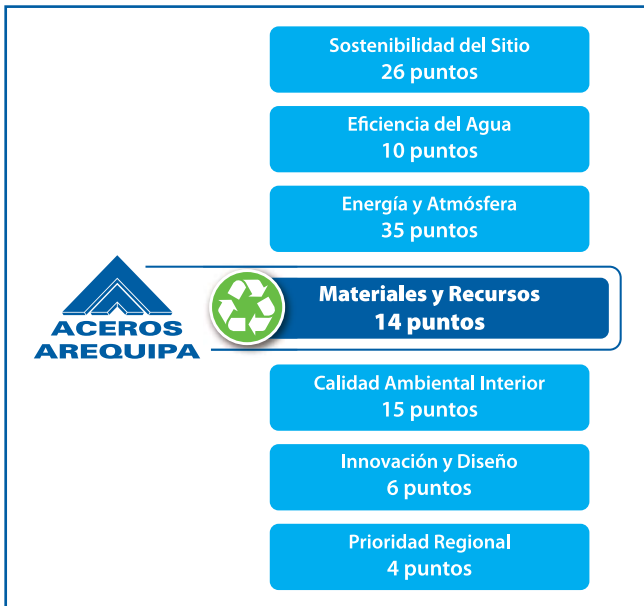 Sostenibilidad del Sitio
26 puntos
Eficiencia del Agua
10 puntos
Energía y Atmósfera
35 puntos
ACEROS
AREQUIPA
Materiales y Recursos
14 puntos
Calidad Ambiental Interior
15 puntos
Innovación y Diseño
6 puntos
Prioridad Regional
4 puntos